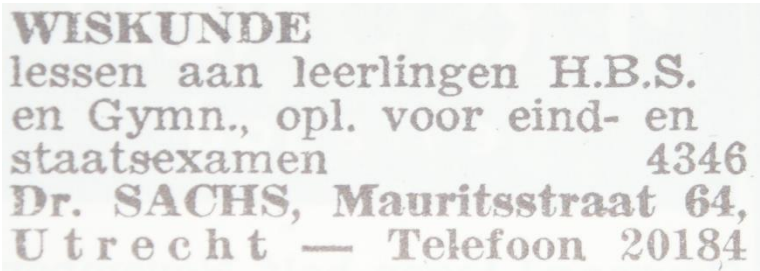 WISKUNDE
lessen aan leerlingen H.B.S.
en Gymn., opl. voor eind- en
staatsexamen 4346
Dr. SACHS, Mauritsstraat 64,
Utrecht — Telefoon 20184